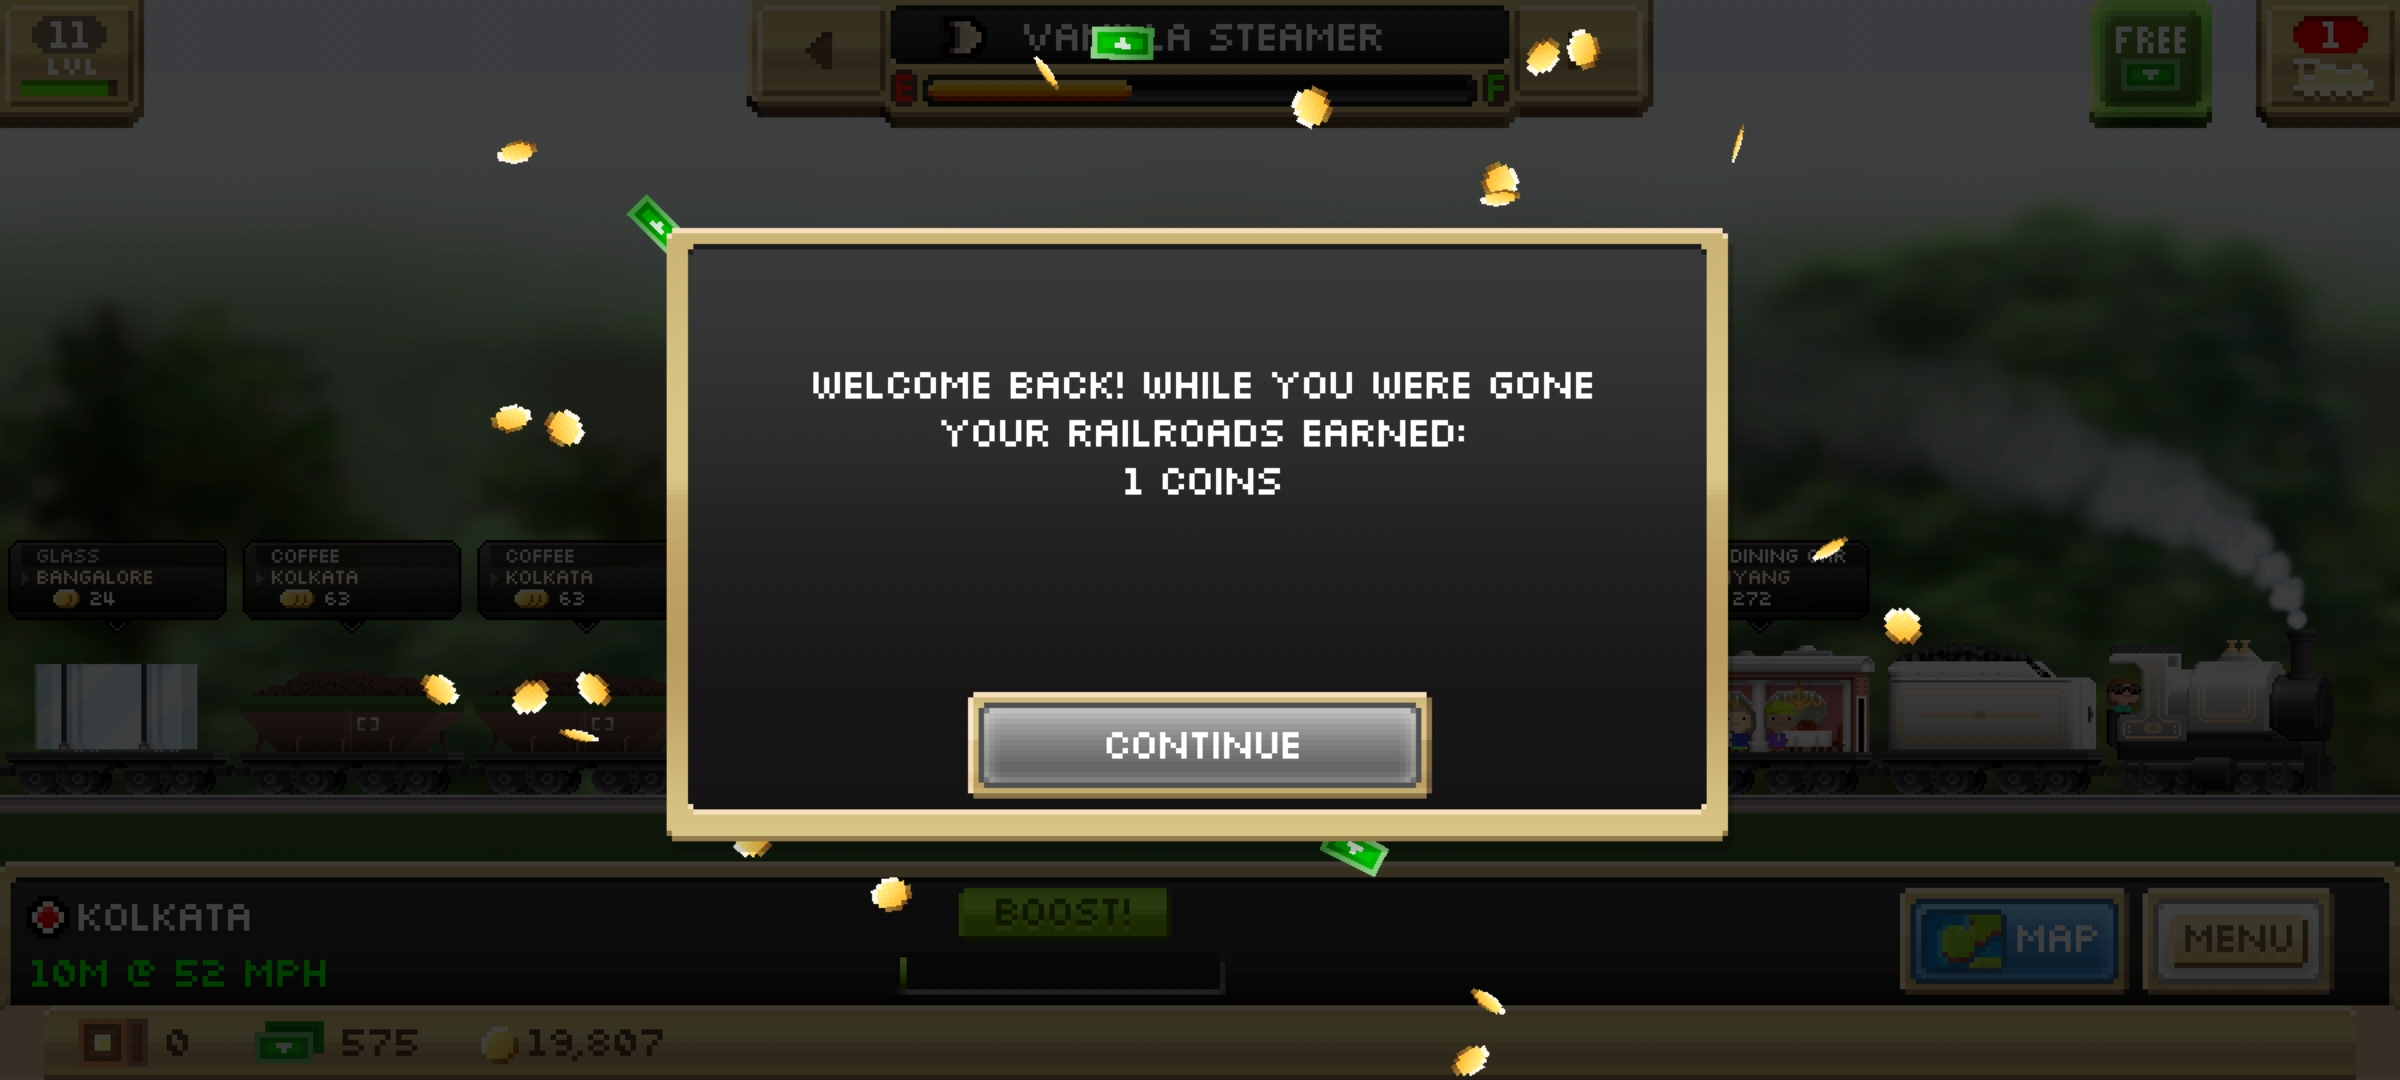 11
LVL
STEAMER
E
F
FREE
1
WELCOME BACK! WHILE YOU WERE GONE
YOUR RAILROADS EARNED:
1 COINS
GLASS
BANGALORE
24
COFFEE
KOLKATA
63
COFFEE
KOLKATA
63
DINING
272
CONTINUE
KOLKATA
10M @ 52 MPH
BOOST!
MAP
MENU
0
575
19,807